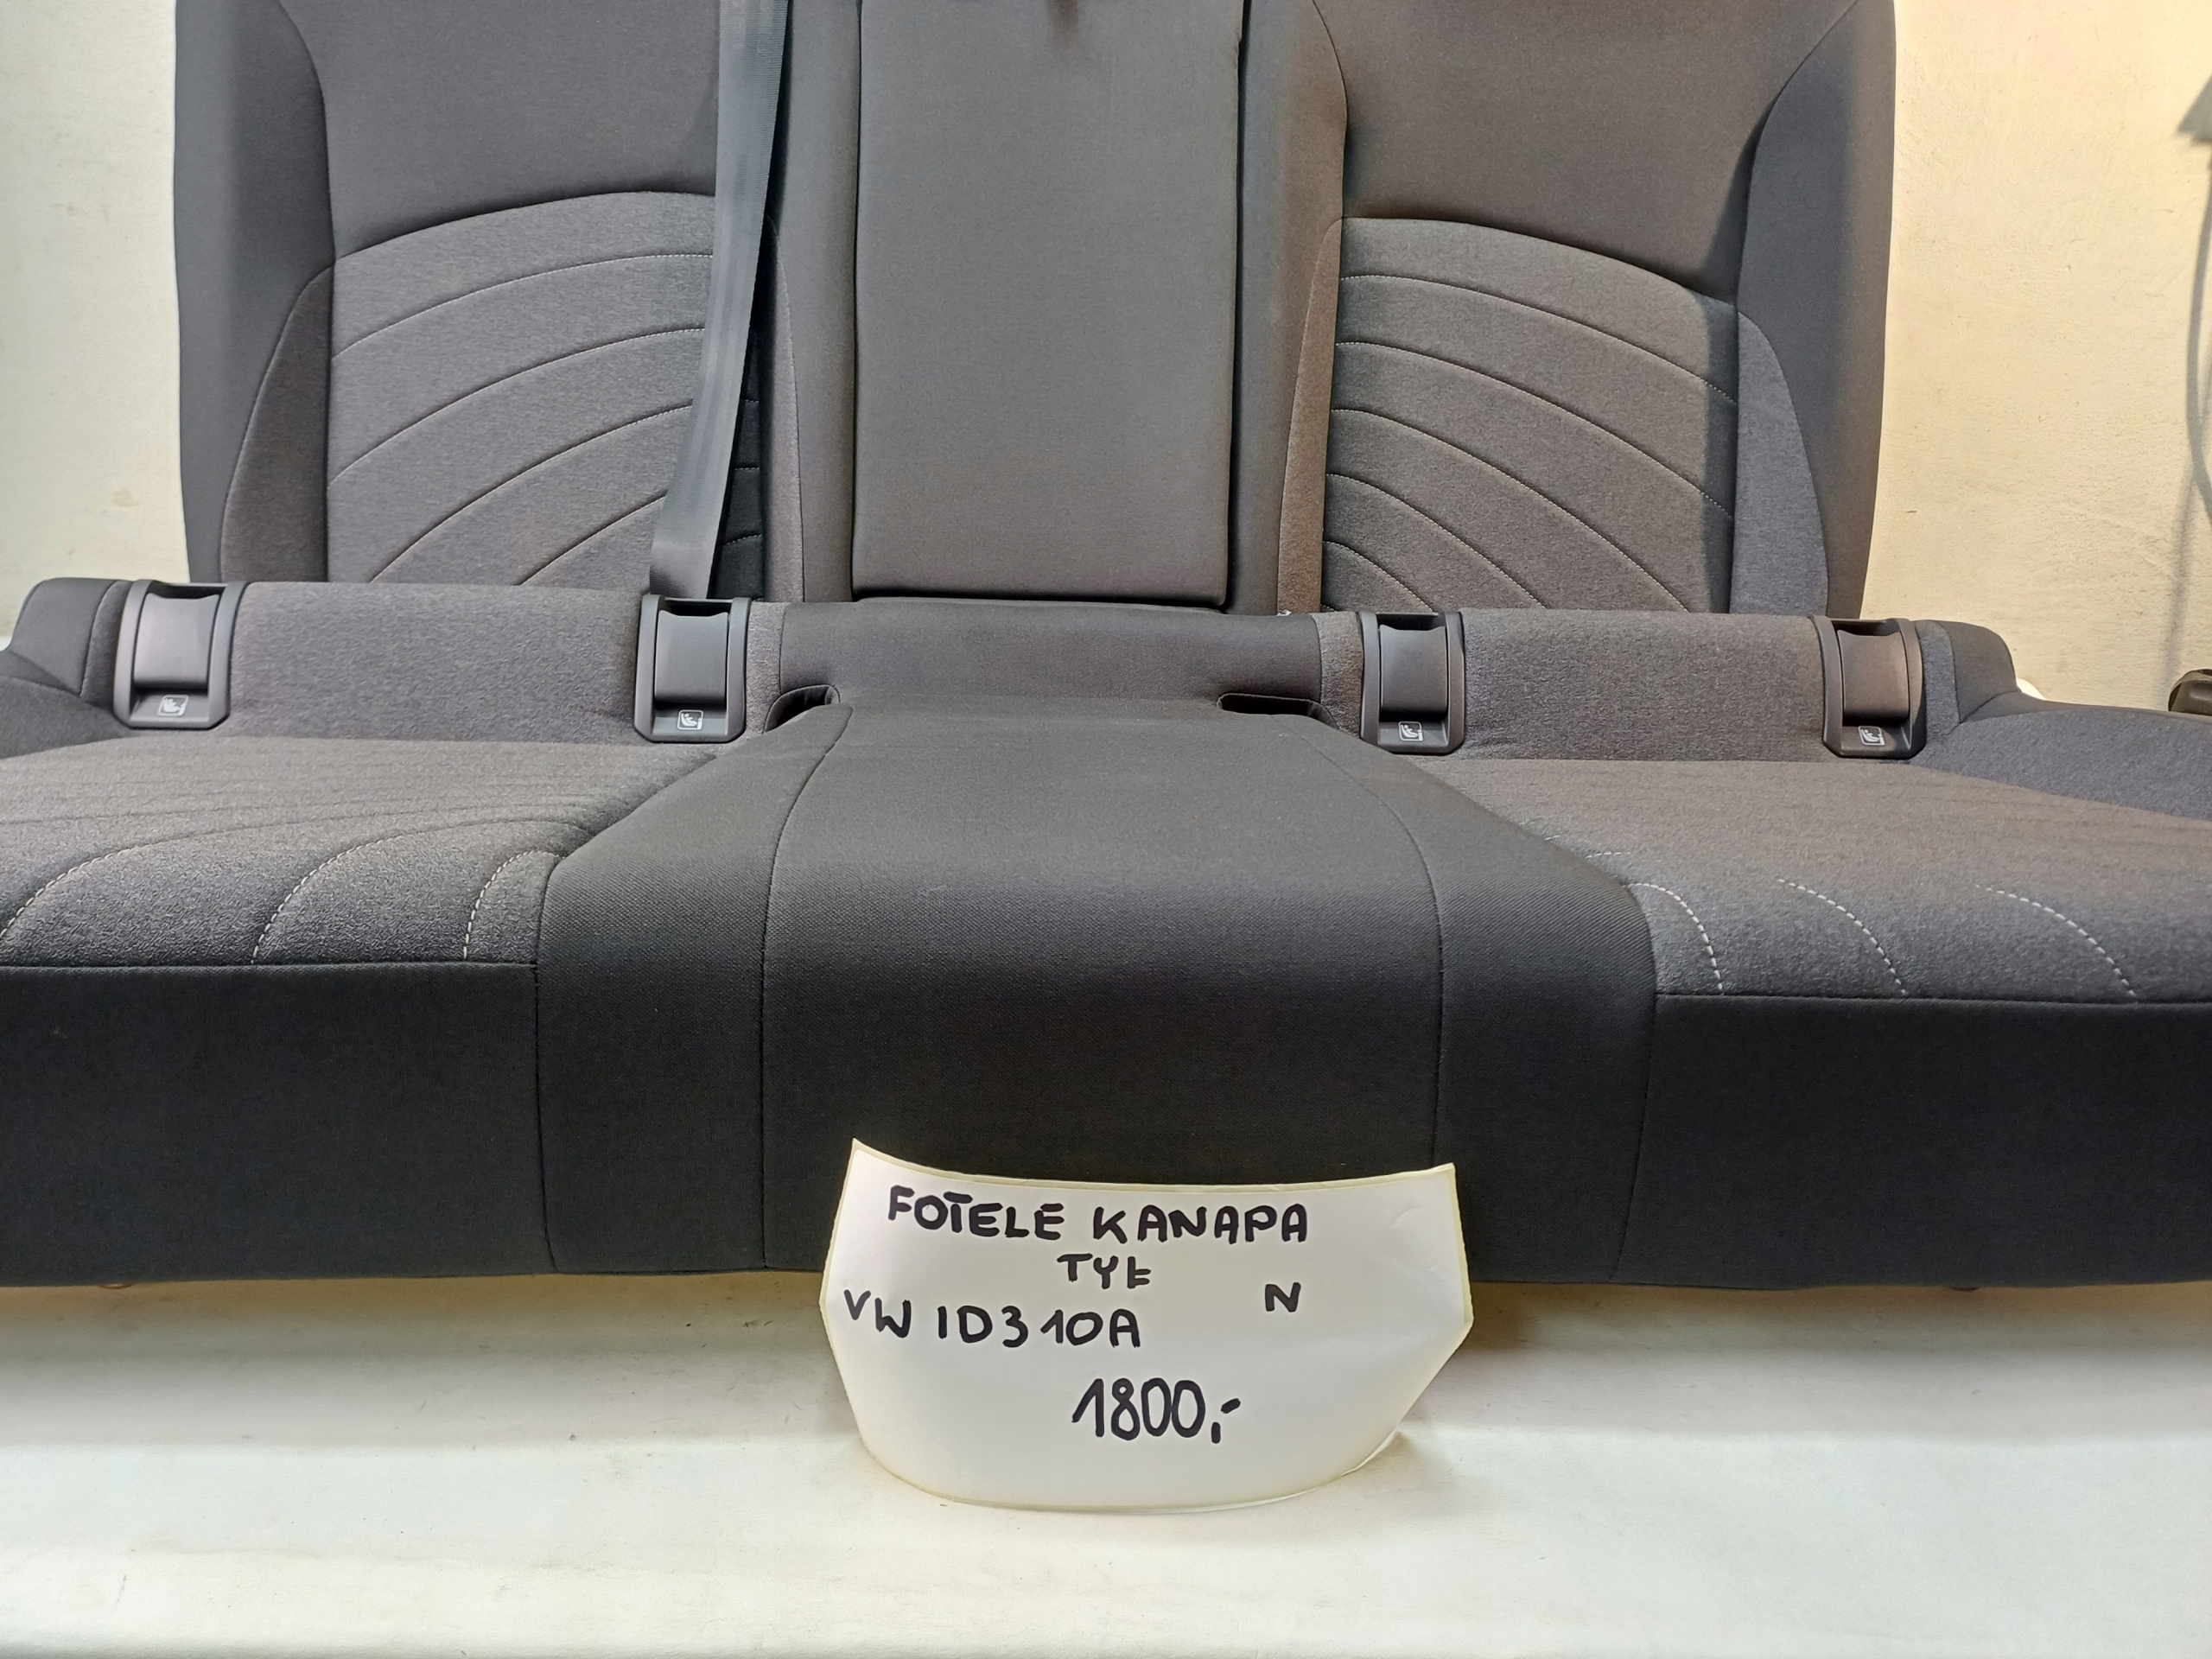 FOTELE KANAPA
TYŁ
N
VW ID3 10A
1800,-